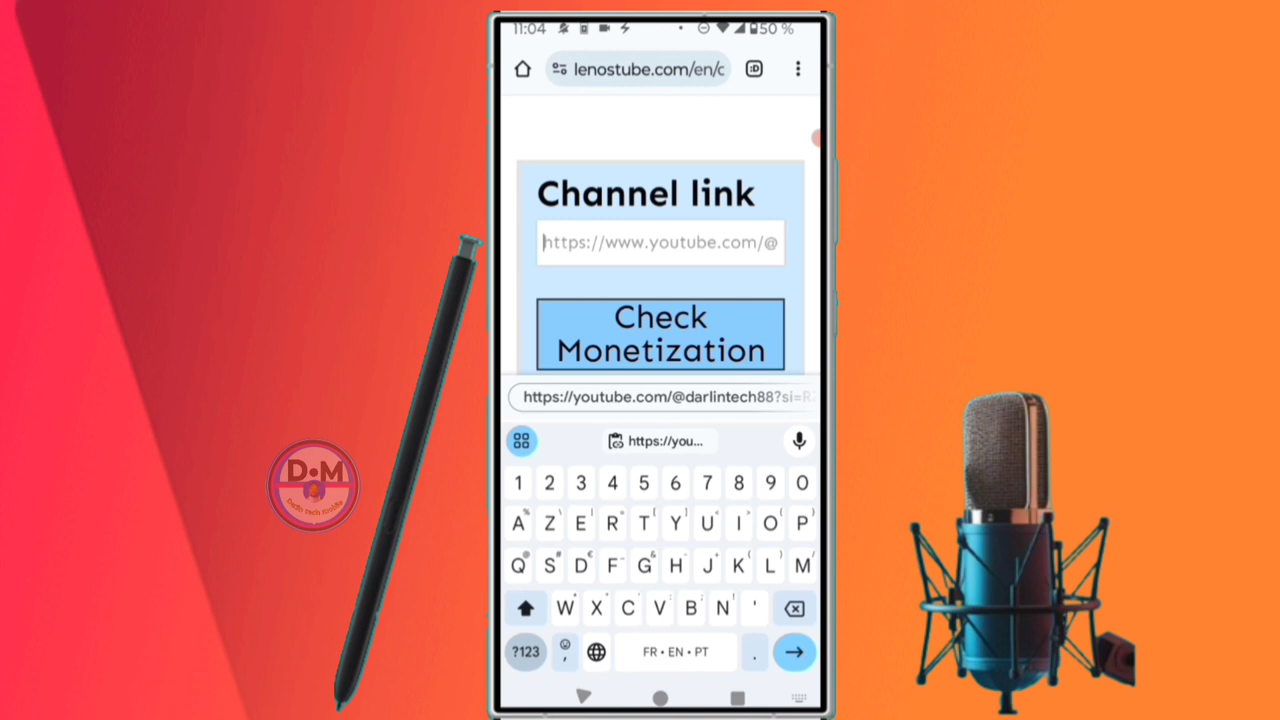 11:04
50 %
lenostube.com/en/c
:D
Channel link
https://www.youtube.com/@
Check
Monetization
https://youtube.com/@darlintech88?si=R
https://you...
1 2 3 4 5 6 7 8 9 0
A Z E R T Y U I O P
Q S D F G H J K L M
W X C V B N '
?123 , FR • EN • PT .
D•M